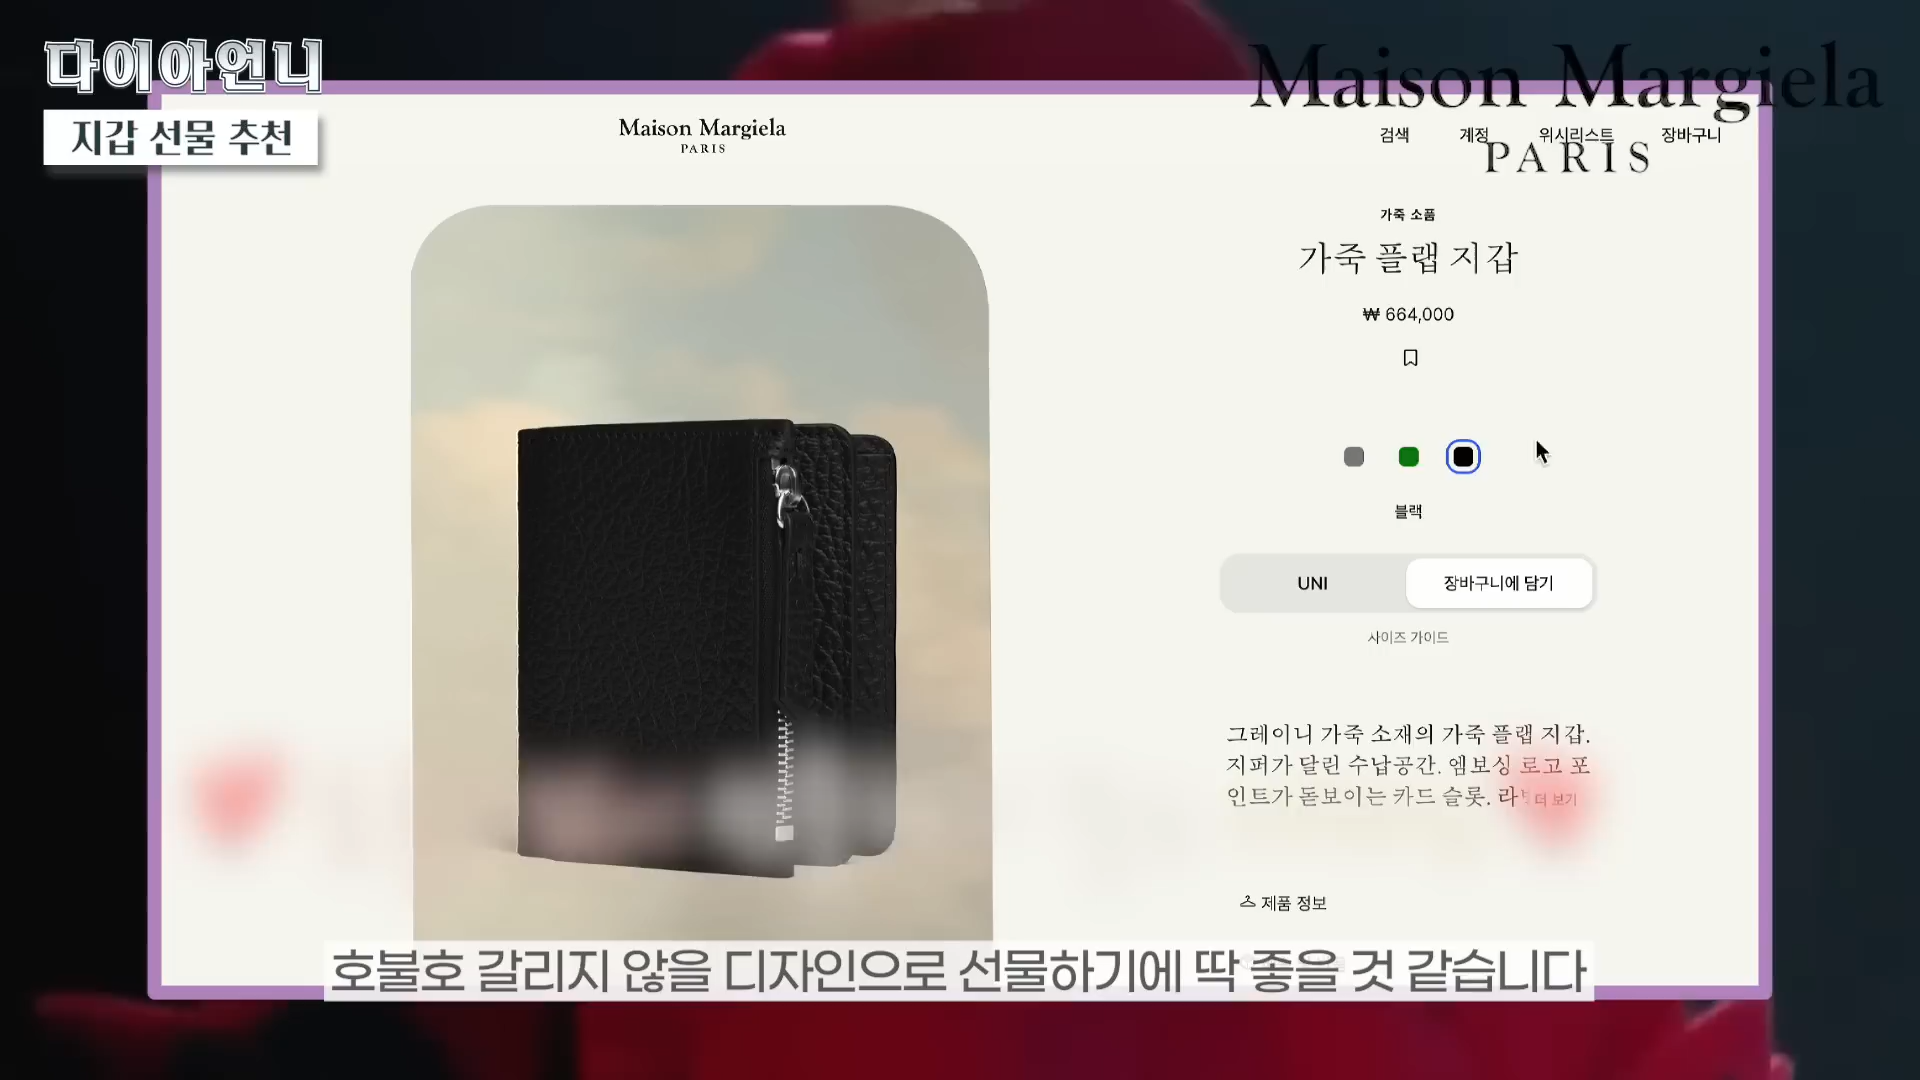 다이아언니
지갑 선물 추천
Maison Margiela
PARIS
Maison Margiela
PARIS
검색 계정 위시리스트 장바구니
가죽 소품
가죽 플랩 지갑
₩ 664,000
블랙
UNI 장바구니에 담기
사이즈 가이드
그레이니 가죽 소재의 가죽 플랩 지갑.
지퍼가 달린 수납공간. 엠보싱 로고 포
인트가 돋보이는 카드 슬롯. 더 보기
제품 정보
호불호 갈리지 않을 디자인으로 선물하기에 딱 좋을 것 같습니다